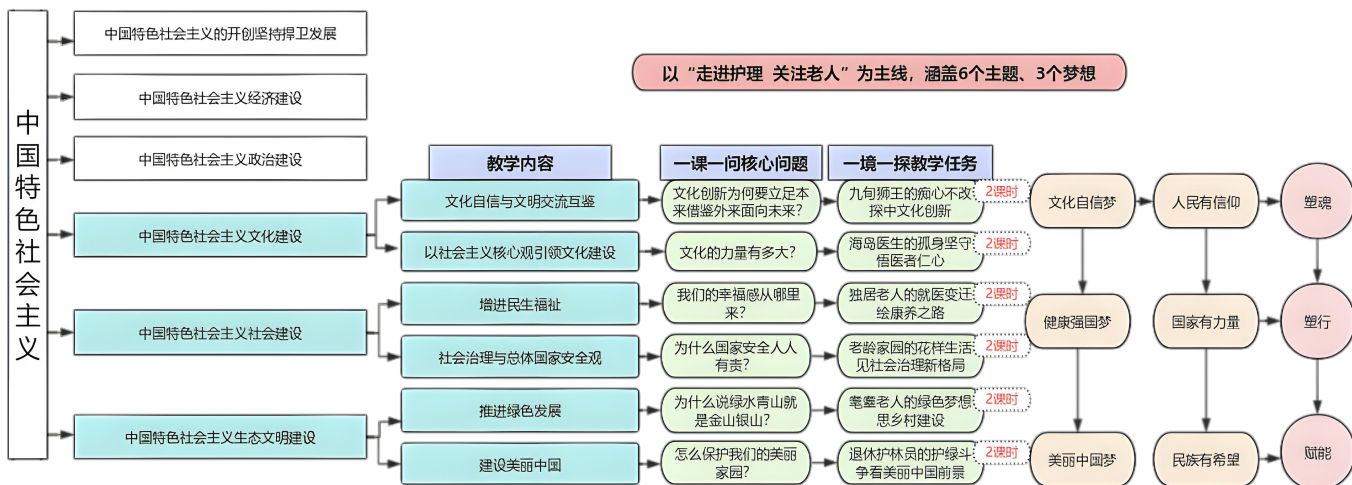 中国特色社会主义
中国特色社会主义的开创坚持捍卫发展
中国特色社会主义经济建设
中国特色社会主义政治建设
中国特色社会主义文化建设
中国特色社会主义社会建设
中国特色社会主义生态文明建设
以“走进护理 关注老人”为主线，涵盖6个主题、3个梦想
教学内容
一课一问核心问题
一境一探教学任务
文化自信与文明交流互鉴
文化创新为何要立足本
来借鉴外来面向未来？
九旬狮王的痴心不改
探中文化创新
2课时
以社会主义核心观引领文化建设
文化的力量有多大？
海岛医生的孤身坚守
悟医者仁心
2课时
增进民生福祉
我们的幸福感从哪里
来？
独居老人的就医变迁
绘康养之路
2课时
社会治理与总体国家安全观
为什么国家安全人人
有责？
老龄家园的花样生活
见社会治理新格局
2课时
推进绿色发展
为什么说绿水青山就
是金山银山？
耄耋老人的绿色梦想
思乡村建设
2课时
建设美丽中国
怎么保护我们的美丽
家园？
退休护林员的护绿斗
争看美丽中国前景
2课时
文化自信梦
人民有信仰
塑魂
健康强国梦
国家有力量
塑行
美丽中国梦
民族有希望
赋能